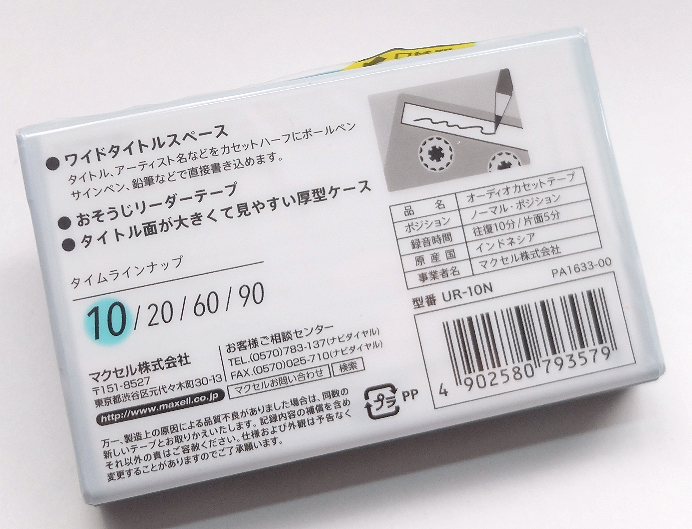 ●ワイドタイトルスペース
タイトル、アーティスト名などをカセットハーフにボールペン
サインペン、鉛筆などで直接書き込めます。
●おそうじリーダーテープ
●タイトル面が大きくて見やすい厚型ケース
タイムラインナップ
10/20/60/90
品 名 オーディオカセットテープ
ポジション ノーマル・ポジション
録音時間 往復10分/片面5分
原 産 国 インドネシア
事業者名 マクセル株式会社
PA1633-00
型番 UR-10N
4 902580 793579
マクセル株式会社
〒151-8527
東京都渋谷区元代々木町30-13
http://www.maxell.co.jp
お客様ご相談センター
TEL.(0570)783-137(ナビダイヤル)
FAX.(0570)025-710(ナビダイヤル)
マクセルお問い合わせ 検索
プラ PP
万一、製造上の原因による品質不良がありました場合は、同数の
新しいテープとお取りかえいたします。記録内容の補償を含め
それ以外の責はご容赦ください。仕様および外観は予告なく
変更することがありますのでご了承願います。